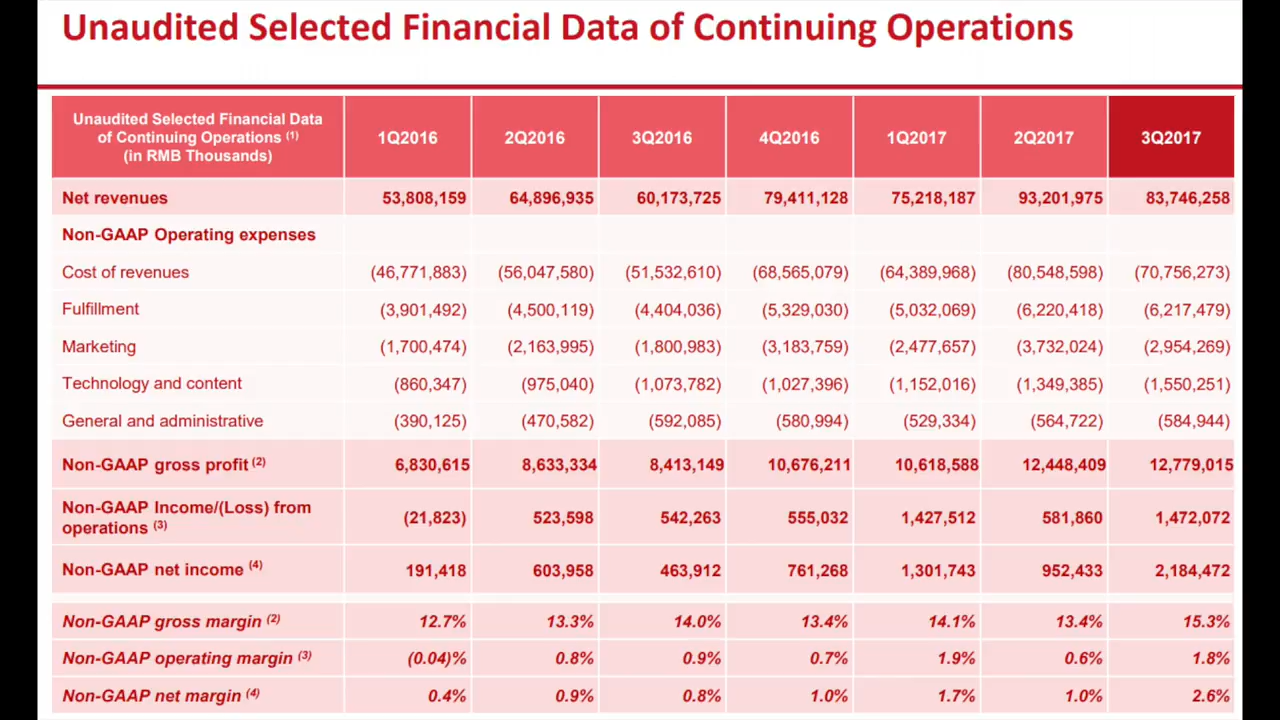 Unaudited Selected Financial Data of Continuing Operations
Unaudited Selected Financial Data
of Continuing Operations (1)
(in RMB Thousands)
1Q2016 2Q2016 3Q2016 4Q2016 1Q2017 2Q2017 3Q2017
Net revenues 53,808,159 64,896,935 60,173,725 79,411,128 75,218,187 93,201,975 83,746,258
Non-GAAP Operating expenses
Cost of revenues (46,771,883) (56,047,580) (51,532,610) (68,565,079) (64,389,968) (80,548,598) (70,756,273)
Fulfillment (3,901,492) (4,500,119) (4,404,036) (5,329,030) (5,032,069) (6,220,418) (6,217,479)
Marketing (1,700,474) (2,163,995) (1,800,983) (3,183,759) (2,477,657) (3,732,024) (2,954,269)
Technology and content (860,347) (975,040) (1,073,782) (1,027,396) (1,152,016) (1,349,385) (1,550,251)
General and administrative (390,125) (470,582) (592,085) (580,994) (529,334) (564,722) (584,944)
Non-GAAP gross profit (2) 6,830,615 8,633,334 8,413,149 10,676,211 10,618,588 12,448,409 12,779,015
Non-GAAP Income/(Loss) from
operations (3) (21,823) 523,598 542,263 555,032 1,427,512 581,860 1,472,072
Non-GAAP net income (4) 191,418 603,958 463,912 761,268 1,301,743 952,433 2,184,472
Non-GAAP gross margin (2) 12.7% 13.3% 14.0% 13.4% 14.1% 13.4% 15.3%
Non-GAAP operating margin (3) (0.04)% 0.8% 0.9% 0.7% 1.9% 0.6% 1.8%
Non-GAAP net margin (4) 0.4% 0.9% 0.8% 1.0% 1.7% 1.0% 2.6%